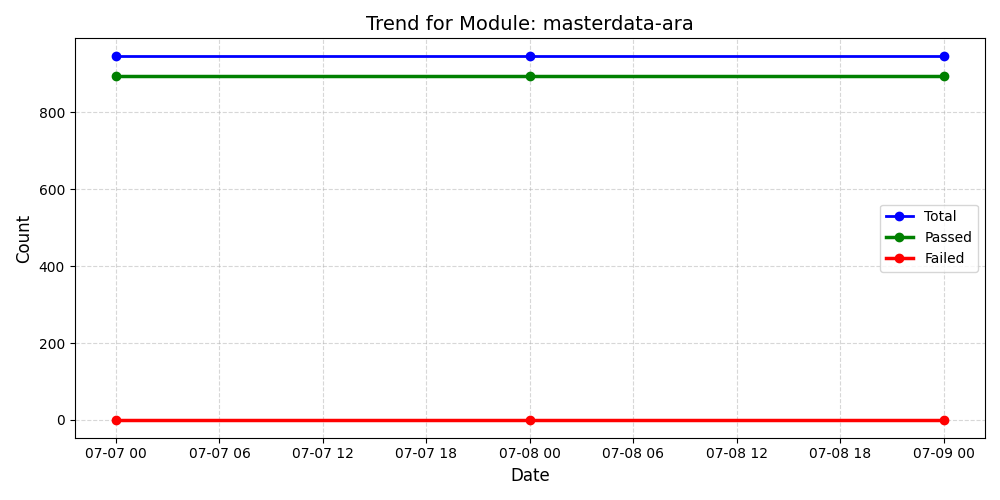 Trend for Module: masterdata-ara
Count
800
600
400
200
0
Total
Passed
Failed
07-07 00 07-07 06 07-07 12 07-07 18 07-08 00 07-08 06 07-08 12 07-08 18 07-09 00
Date